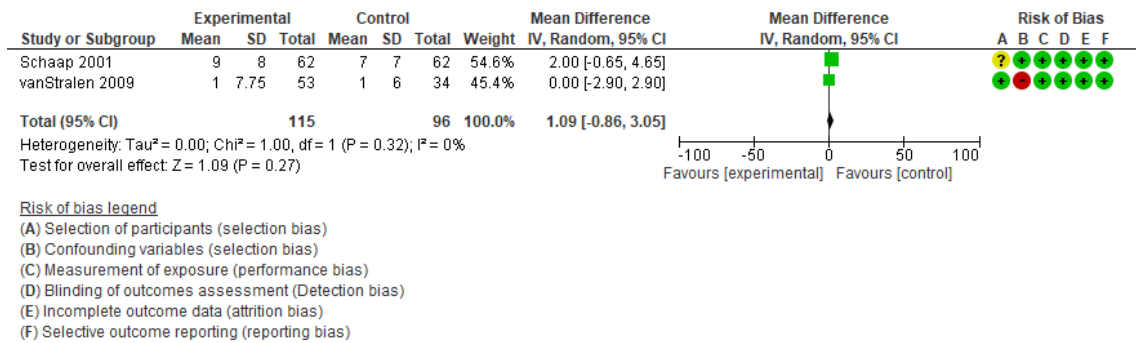 Experimental Control Mean Difference Mean Difference Risk of Bias
Study or Subgroup Mean SD Total Mean SD Total Weight IV, Random, 95% CI IV, Random, 95% CI A B C D E F
Schaap 2001 9 8 62 7 7 62 54.6% 2.00 [-0.65, 4.65] ? + + + + +
vanStralen 2009 1 7.75 53 1 6 34 45.4% 0.00 [-2.90, 2.90] + - + + + +
Total (95% CI) 115 96 100.0% 1.09 [-0.86, 3.05]
Heterogeneity: Tau² = 0.00; Chi² = 1.00, df = 1 (P = 0.32); I² = 0%
Test for overall effect: Z = 1.09 (P = 0.27)
-100 -50 0 50 100
Favours [experimental] Favours [control]
Risk of bias legend
(A) Selection of participants (selection bias)
(B) Confounding variables (selection bias)
(C) Measurement of exposure (performance bias)
(D) Blinding of outcomes assessment (Detection bias)
(E) Incomplete outcome data (attrition bias)
(F) Selective outcome reporting (reporting bias)